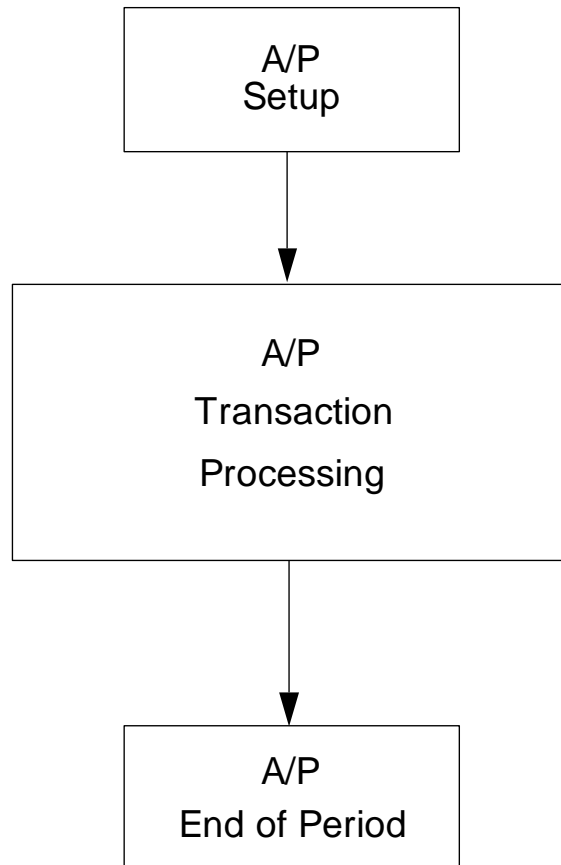 A/P
Setup
A/P
Transaction
Processing
A/P
End of Period